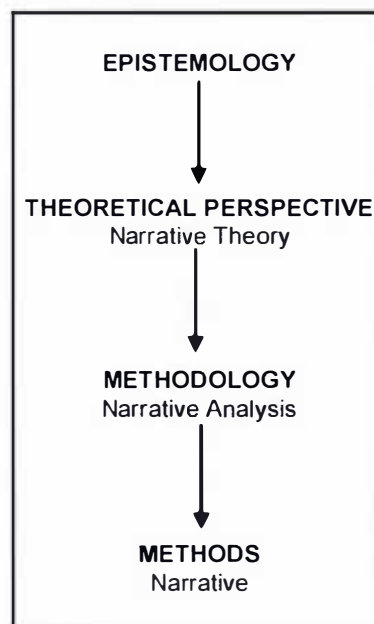 EPISTEMOLOGY
THEORETICAL PERSPECTIVE
Narrative Theory
METHODOLOGY
Narrative Analysis
METHODS
Narrative